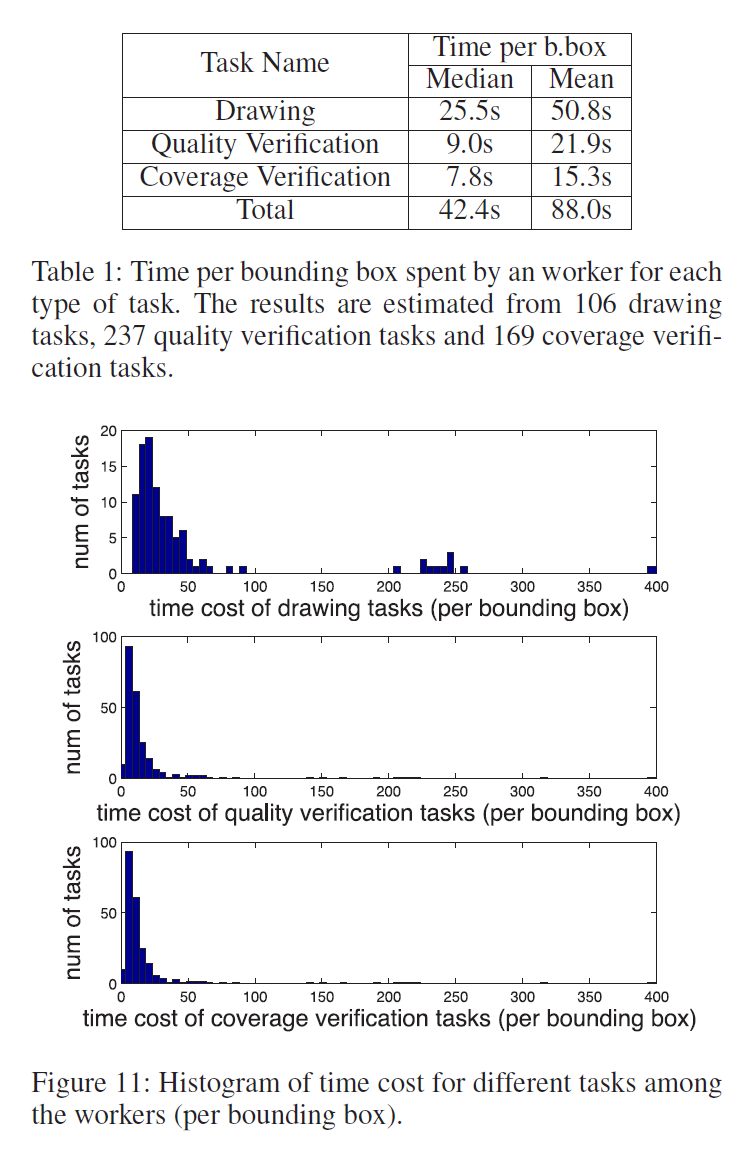 Task Name
Time per b.box
Median Mean
Drawing 25.5s 50.8s
Quality Verification 9.0s 21.9s
Coverage Verification 7.8s 15.3s
Total 42.4s 88.0s
Table 1: Time per bounding box spent by an worker for each
type of task. The results are estimated from 106 drawing
tasks, 237 quality verification tasks and 169 coverage verifi-
cation tasks.
num of tasks
20
15
10
5
0
0 50 100 150 200 250 300 350 400
time cost of drawing tasks (per bounding box)
num of tasks
100
50
0
0 50 100 150 200 250 300 350 400
time cost of quality verification tasks (per bounding box)
num of tasks
100
50
0
0 50 100 150 200 250 300 350 400
time cost of coverage verification tasks (per bounding box)
Figure 11: Histogram of time cost for different tasks among
the workers (per bounding box).